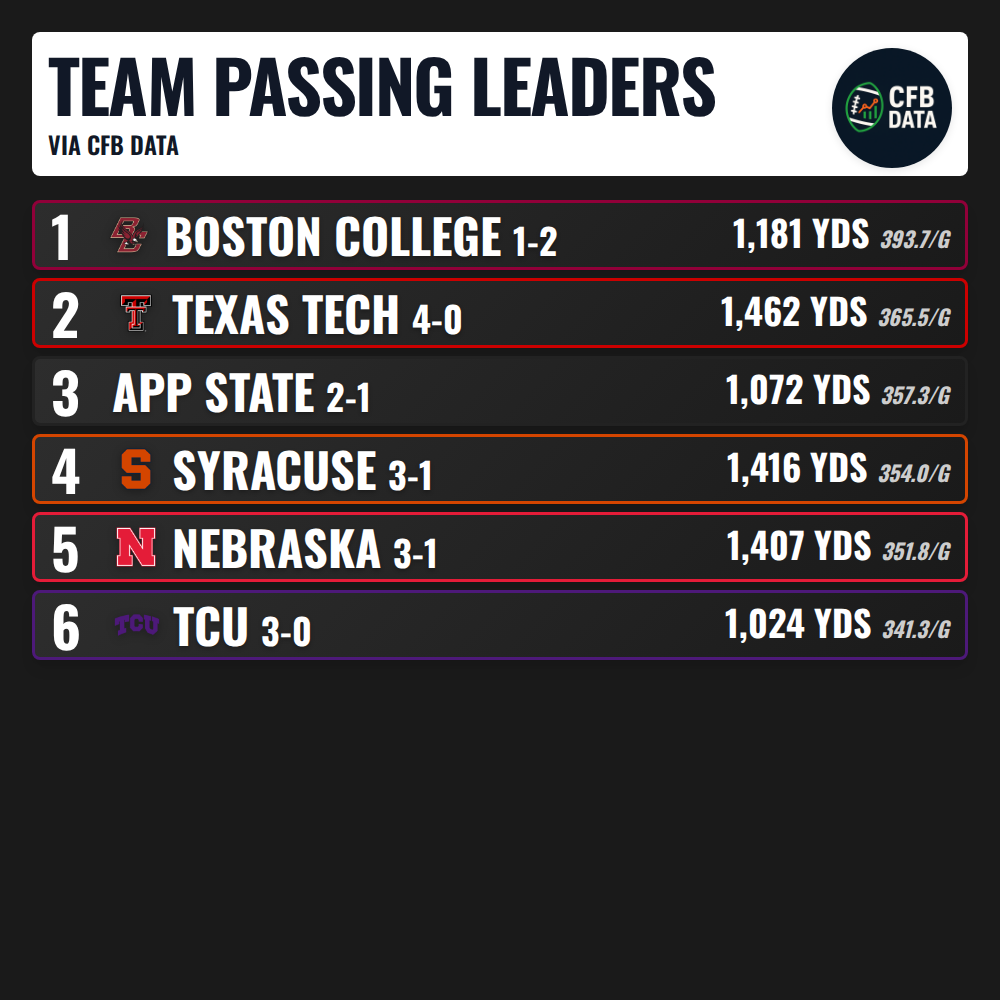 TEAM PASSING LEADERS
VIA CFB DATA
CFB
DATA
1 BC BOSTON COLLEGE 1-2 1,181 YDS 393.7/G
2 TT TEXAS TECH 4-0 1,462 YDS 365.5/G
3 APP STATE 2-1 1,072 YDS 357.3/G
4 S SYRACUSE 3-1 1,416 YDS 354.0/G
5 N NEBRASKA 3-1 1,407 YDS 351.8/G
6 TCU TCU 3-0 1,024 YDS 341.3/G